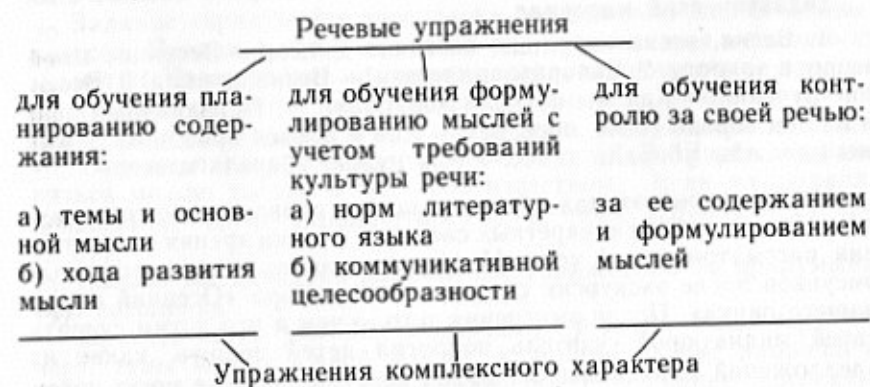 Речевые упражнения
для обучения пла-
нированию содер-
жания:
а) темы и основ-
ной мысли
б) хода развития
мысли
для обучения форму-
лированию мыслей с
учетом требований
культуры речи:
а) норм литератур-
ного языка
б) коммуникативной
целесообразности
для обучения конт-
ролю за своей речью:
за ее содержанием
и формулированием
мыслей
Упражнения комплексного характера